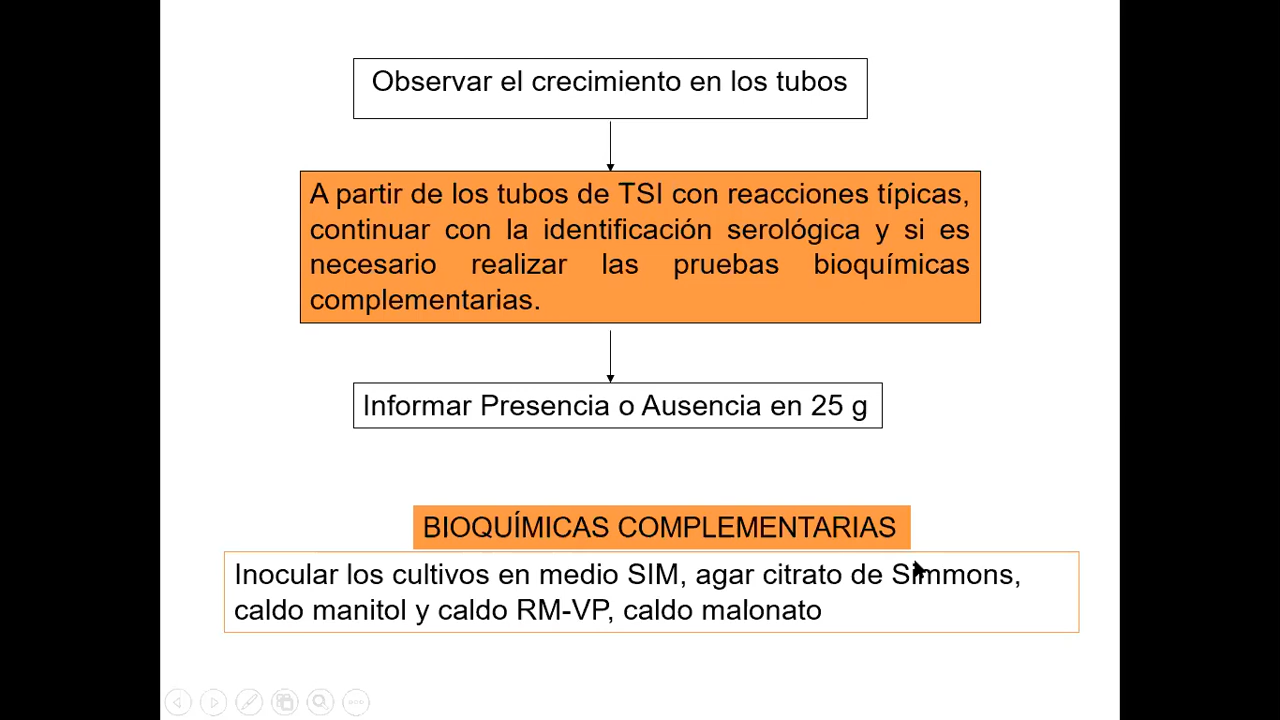 Observar el crecimiento en los tubos
A partir de los tubos de TSI con reacciones típicas,
continuar con la identificación serológica y si es
necesario realizar las pruebas bioquímicas
complementarias.
Informar Presencia o Ausencia en 25 g
BIOQUÍMICAS COMPLEMENTARIAS
Inocular los cultivos en medio SIM, agar citrato de Simmons,
caldo manitol y caldo RM-VP, caldo malonato